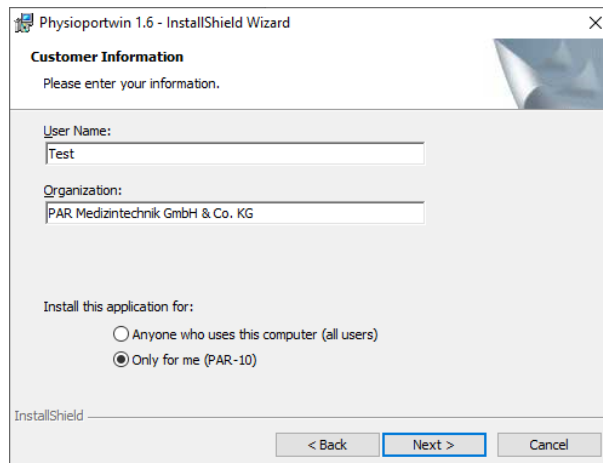 Physioportwin 1.6 - InstallShield Wizard
Customer Information
Please enter your information.
User Name:
Test
Organization:
PAR Medizintechnik GmbH & Co. KG
Install this application for:
Anyone who uses this computer (all users)
Only for me (PAR-10)
InstallShield
< Back Next > Cancel